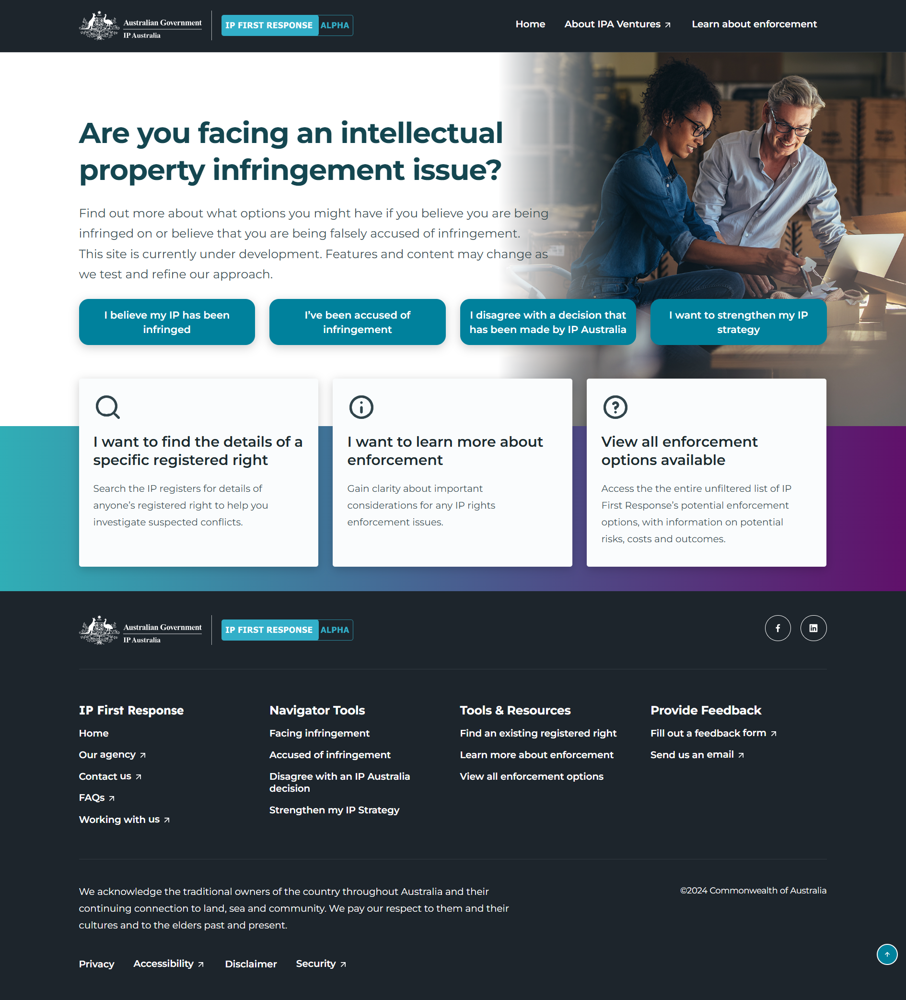 Australian Government
IP Australia
IP FIRST RESPONSE ALPHA
Home About IPA Ventures Learn about enforcement
Are you facing an intellectual
property infringement issue?
Find out more about what options you might have if you believe you are being
infringed on or believe that you are being falsely accused of infringement.
This site is currently under development. Features and content may change as
we test and refine our approach.
I believe my IP has been
infringed
I’ve been accused of
infringement
I disagree with a decision that
has been made by IP Australia
I want to strengthen my IP
strategy
I want to find the details of a
specific registered right
Search the IP registers for details of
anyone’s registered right to help you
investigate suspected conflicts.
I want to learn more about
enforcement
Gain clarity about important
considerations for any IP rights
enforcement issues.
View all enforcement
options available
Access the the entire unfiltered list of IP
First Response’s potential enforcement
options, with information on potential
risks, costs and outcomes.
Australian Government
IP Australia
IP FIRST RESPONSE ALPHA
IP First Response
Home
Our agency
Contact us
FAQs
Working with us
Navigator Tools
Facing infringement
Accused of infringement
Disagree with an IP Australia
decision
Strengthen my IP Strategy
Tools & Resources
Find an existing registered right
Learn more about enforcement
View all enforcement options
Provide Feedback
Fill out a feedback form
Send us an email
We acknowledge the traditional owners of the country throughout Australia and their
continuing connection to land, sea and community. We pay our respect to them and their
cultures and to the elders past and present.
©2024 Commonwealth of Australia
Privacy Accessibility Disclaimer Security